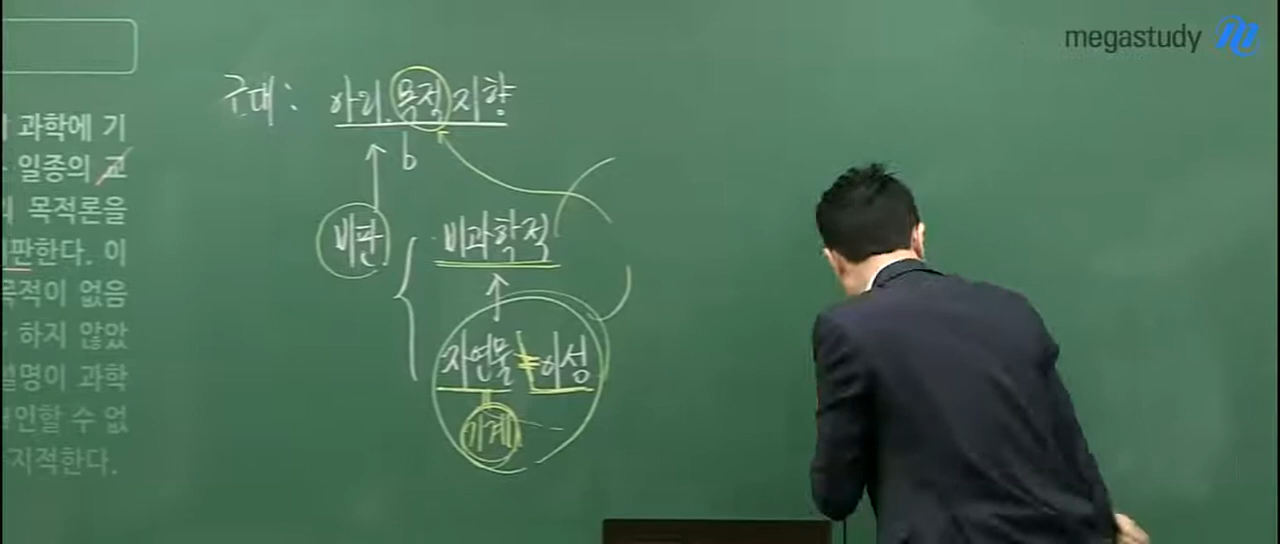 megastudy
과학에 기
일종의 교
목적론을
판한다. 이
목적이 없음
하지 않았
설명이 과학
인할 수 없
지적한다.
근대 : 아리.목적지향
b
비판
비과학적
자연물 = 이성
기계